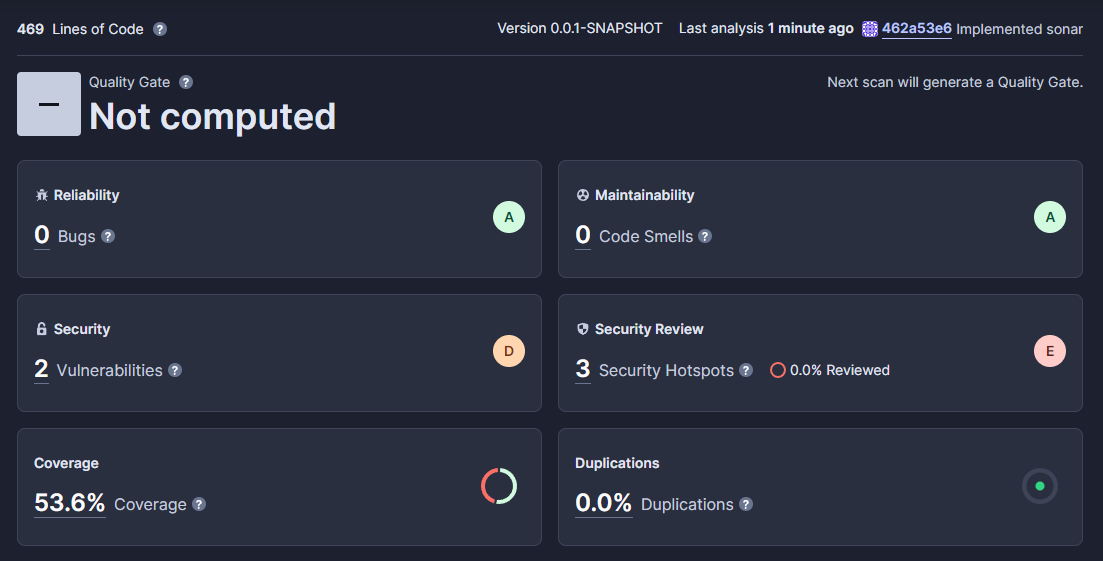 469 Lines of Code ?
Version 0.0.1-SNAPSHOT Last analysis 1 minute ago 462a53e6 Implemented sonar
Quality Gate ?
Not computed
Next scan will generate a Quality Gate.
Reliability
0 Bugs ?
A
Maintainability
0 Code Smells ?
A
Security
2 Vulnerabilities ?
D
Security Review
3 Security Hotspots ? 0.0% Reviewed
E
Coverage
53.6% Coverage ?
Duplications
0.0% Duplications ?